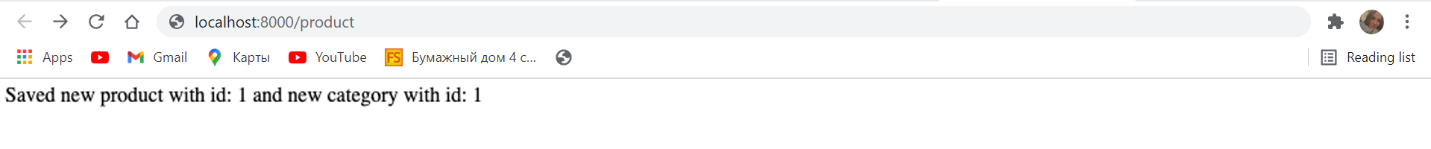 localhost:8000/product
Apps Gmail Карты YouTube FS Бумажный дом 4 с... Reading list
Saved new product with id: 1 and new category with id: 1